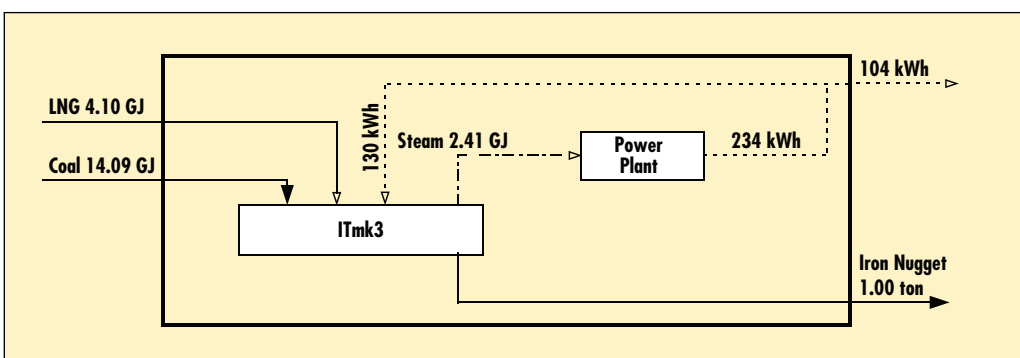 104 kWh
LNG 4.10 GJ
130 kWh
Steam 2.41 GJ
Power
Plant
234 kWh
Coal 14.09 GJ
ITmk3
Iron Nugget
1.00 ton